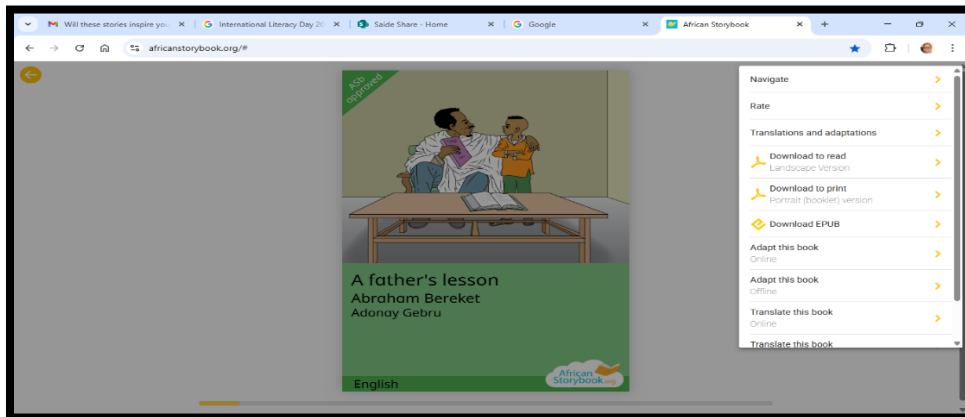 Will these stories inspire you
International Literacy Day 20
Saide Share - Home
Google
African Storybook
africanstorybook.org/#
ASb
approved
A father's lesson
Abraham Bereket
Adonay Gebru
English
African
Storybook.org
Navigate
Rate
Translations and adaptations
Download to read
Landscape Version
Download to print
Portrait (booklet) version
Download EPUB
Adapt this book
Online
Adapt this book
Offline
Translate this book
Online
Translate this book